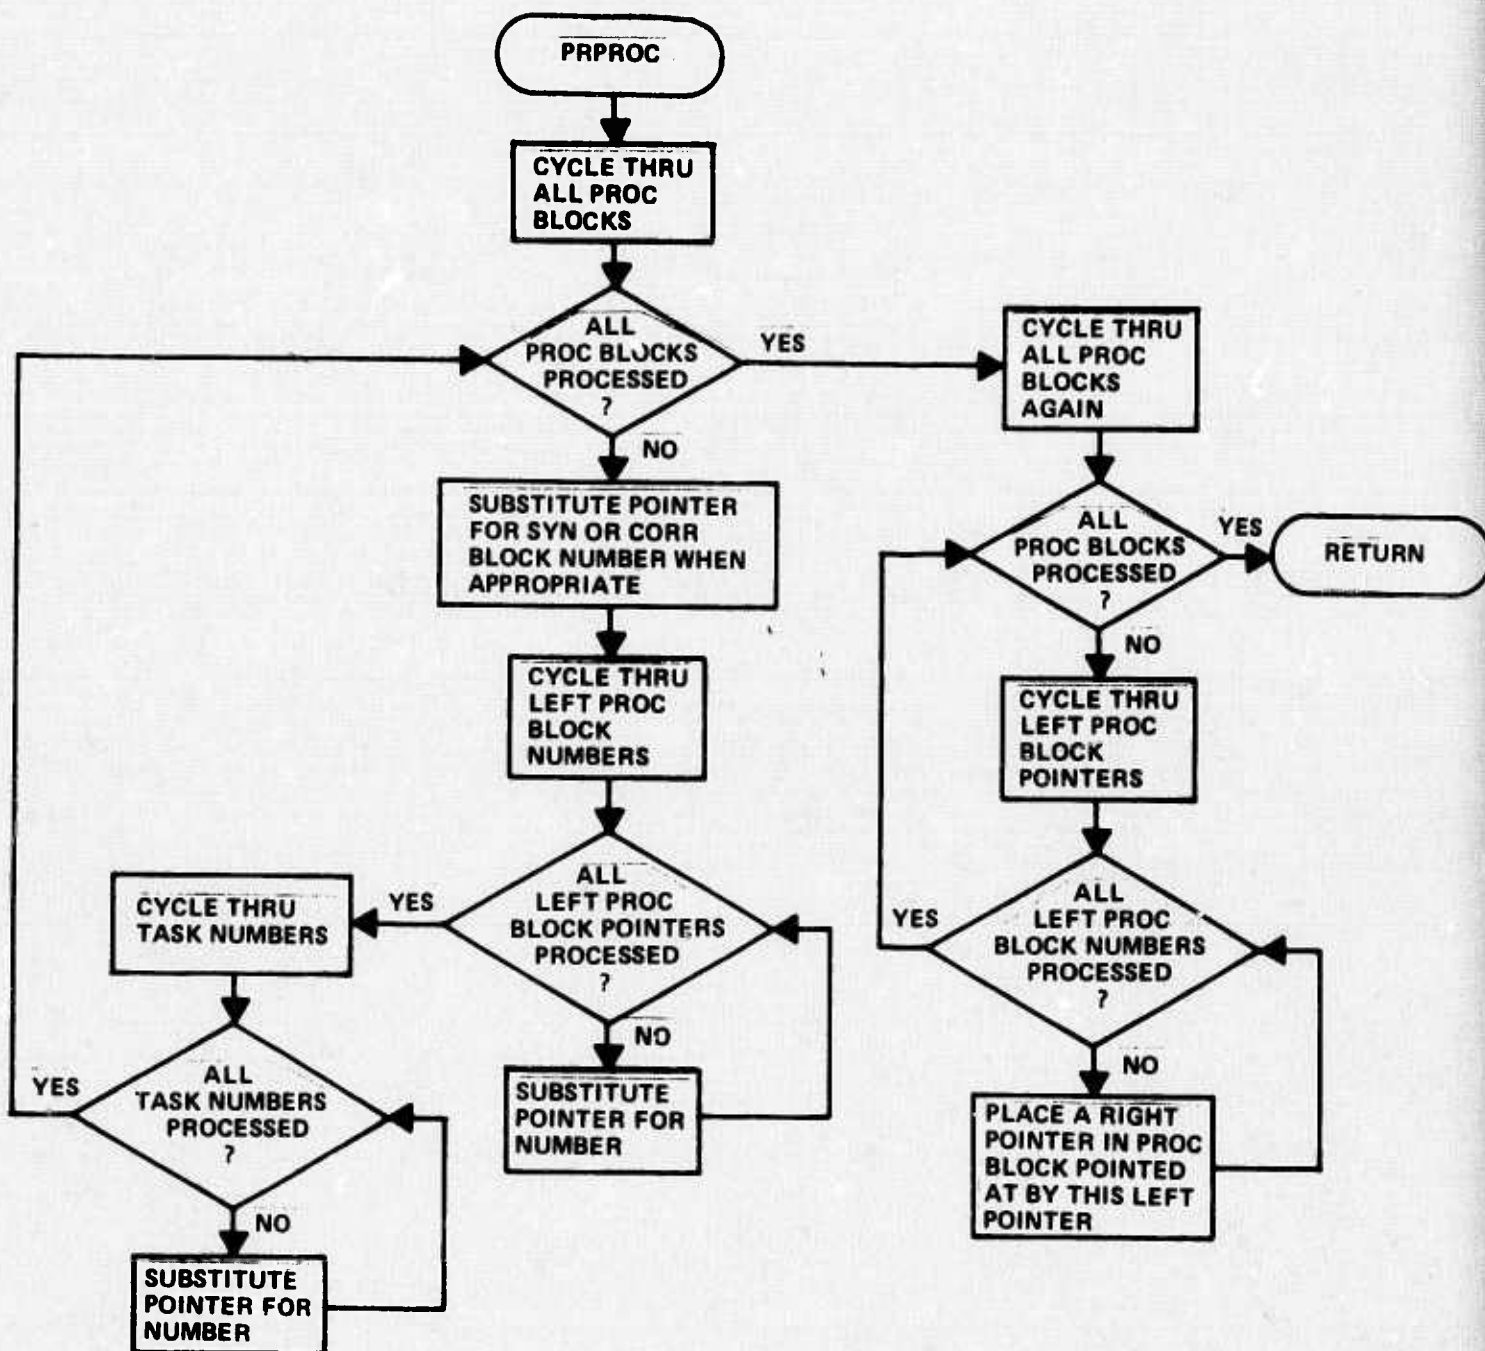 PRPROC
CYCLE THRU
ALL PROC
BLOCKS
ALL
PROC BLOCKS
PROCESSED
?
YES
NO
CYCLE THRU
ALL PROC
BLOCKS
AGAIN
SUBSTITUTE POINTER
FOR SYN OR CORR
BLOCK NUMBER WHEN
APPROPRIATE
ALL
PROC BLOCKS
PROCESSED
?
YES
RETURN
NO
CYCLE THRU
LEFT PROC
BLOCK
NUMBERS
CYCLE THRU
LEFT PROC
BLOCK
POINTERS
ALL
LEFT PROC
BLOCK POINTERS
PROCESSED
?
YES
NO
CYCLE THRU
TASK NUMBERS
ALL
LEFT PROC
BLOCK NUMBERS
PROCESSED
?
YES
NO
SUBSTITUTE
POINTER FOR
NUMBER
ALL
TASK NUMBERS
PROCESSED
?
YES
NO
PLACE A RIGHT
POINTER IN PROC
BLOCK POINTED
AT BY THIS LEFT
POINTER
SUBSTITUTE
POINTER FOR
NUMBER